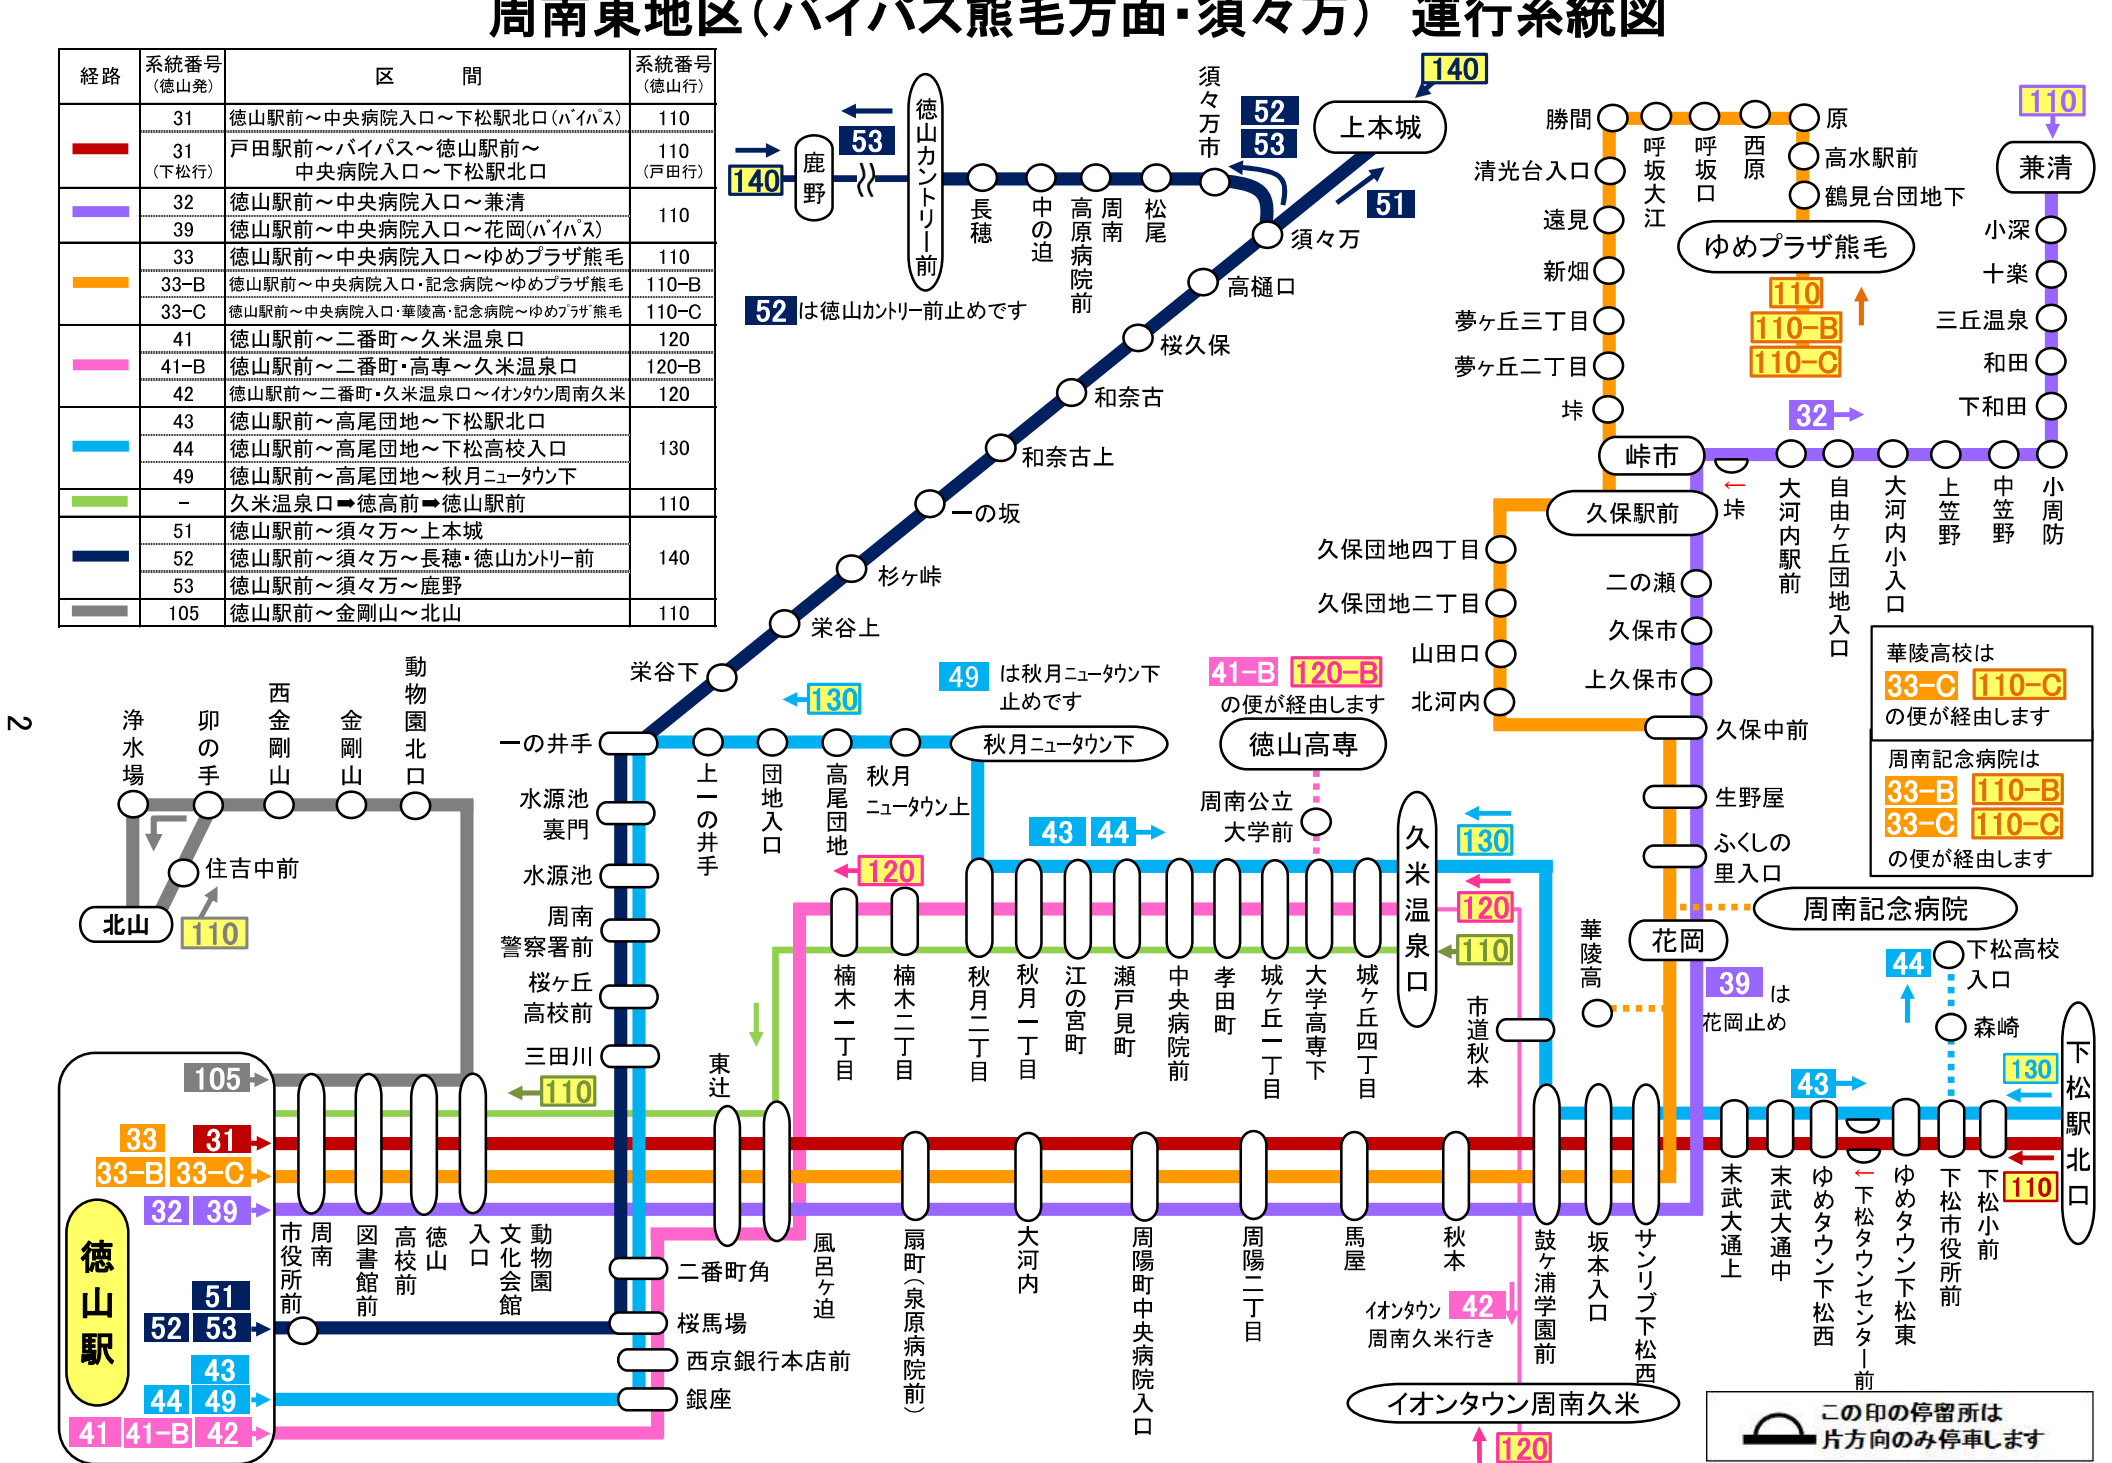 周南東地区(バイパス熊毛方面・須々万) 運行系統図
経路 系統番号(徳山発) 区 間 系統番号(徳山行)
31 徳山駅前～中央病院入口～下松駅北口(バイパス) 110
31(下松行) 戸田駅前～バイパス～徳山駅前～中央病院入口～下松駅北口 110(戸田行)
32 徳山駅前～中央病院入口～兼清 110
39 徳山駅前～中央病院入口～花岡(バイパス)
33 徳山駅前～中央病院入口～ゆめプラザ熊毛 110
33-B 徳山駅前～中央病院入口・記念病院～ゆめプラザ熊毛 110-B
33-C 徳山駅前～中央病院入口・華陵高・記念病院～ゆめプラザ熊毛 110-C
41 徳山駅前～二番町～久米温泉口 120
41-B 徳山駅前～二番町・高専～久米温泉口 120-B
42 徳山駅前～二番町・久米温泉口～イオンタウン周南久米 120
43 徳山駅前～高尾団地～下松駅北口
44 徳山駅前～高尾団地～下松高校入口 130
49 徳山駅前～高尾団地～秋月ニュータウン下
- 久米温泉口➡徳高前➡徳山駅前 110
51 徳山駅前～須々万～上本城
52 徳山駅前～須々万～長穂・徳山カントリー前 140
53 徳山駅前～須々万～鹿野
105 徳山駅前～金剛山～北山 110
140
鹿野
53
徳山カントリー前
長穂
中の迫
周南高原病院前
松尾
須々万市
52
53
140
上本城
51
須々万
52 は徳山カントリー前止めです
高樋口
桜久保
和奈古
和奈古上
一の坂
杉ヶ峠
栄谷上
栄谷下
勝間
呼坂大江
呼坂口
西原
原
高水駅前
鶴見台団地下
ゆめプラザ熊毛
110
110-B
110-C
清光台入口
遠見
新畑
夢ヶ丘三丁目
夢ヶ丘二丁目
垰
110
兼清
小深
十楽
三丘温泉
和田
下和田
32
峠市
←
垰
大河内駅前
自由ヶ丘団地入口
大河内小入口
上笠野
中笠野
小周防
久保駅前
久保団地四丁目
久保団地二丁目
山田口
北河内
二の瀬
久保市
上久保市
久保中前
生野屋
ふくしの
里入口
周南記念病院
花岡
39 は
花岡止め
華陵高
華陵高校は
33-C 110-C
の便が経由します
周南記念病院は
33-B 110-B
33-C 110-C
の便が経由します
2
浄水場
卯の手
西金剛山
金剛山
動物園北口
住吉中前
北山
110
一の井手
水源池
裏門
水源池
周南
警察署前
桜ヶ丘
高校前
三田川
130
上一の井手
団地入口
高尾団地
秋月
ニュータウン上
49 は秋月ニュータウン下
止めです
秋月ニュータウン下
41-B 120-B
の便が経由します
徳山高専
周南公立
大学前
43 44
130
120
120
110
久米温泉口
楠木一丁目
楠木二丁目
秋月二丁目
秋月一丁目
江の宮町
瀬戸見町
中央病院前
孝田町
城ヶ丘一丁目
大学高専下
城ヶ丘四丁目
市道秋本
44
下松高校
入口
森崎
43
130
110
下松駅北口
105
110
33 31
33-B 33-C
32 39
徳山駅
51
52 53
43
44 49
41 41-B 42
周南市役所前
図書館前
徳山高校前
動物園文化会館入口
東辻
風呂ヶ迫
二番町角
桜馬場
西京銀行本店前
銀座
扇町(泉原病院前)
大河内
周陽町中央病院入口
周陽二丁目
馬屋
秋本
鼓ヶ浦学園前
坂本入口
サンリブ下松西
末武大通上
末武大通中
ゆめタウン下松西
←
下松タウンセンター前
ゆめタウン下松東
下松市役所前
下松小前
イオンタウン 42
周南久米行き
イオンタウン周南久米
120
この印の停留所は
片方向のみ停車します